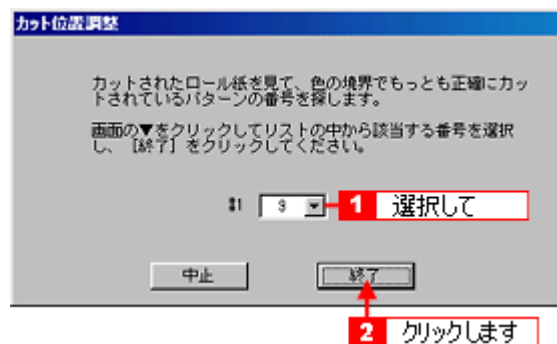 カット位置調整
カットされたロール紙を見て、色の境界でもっとも正確にカッ
トされているパターンの番号を探します。
画面の▼をクリックしてリストの中から該当する番号を選択
し、［終了］をクリックしてください。
#1 9 1 選択して
中止 終了
2 クリックします